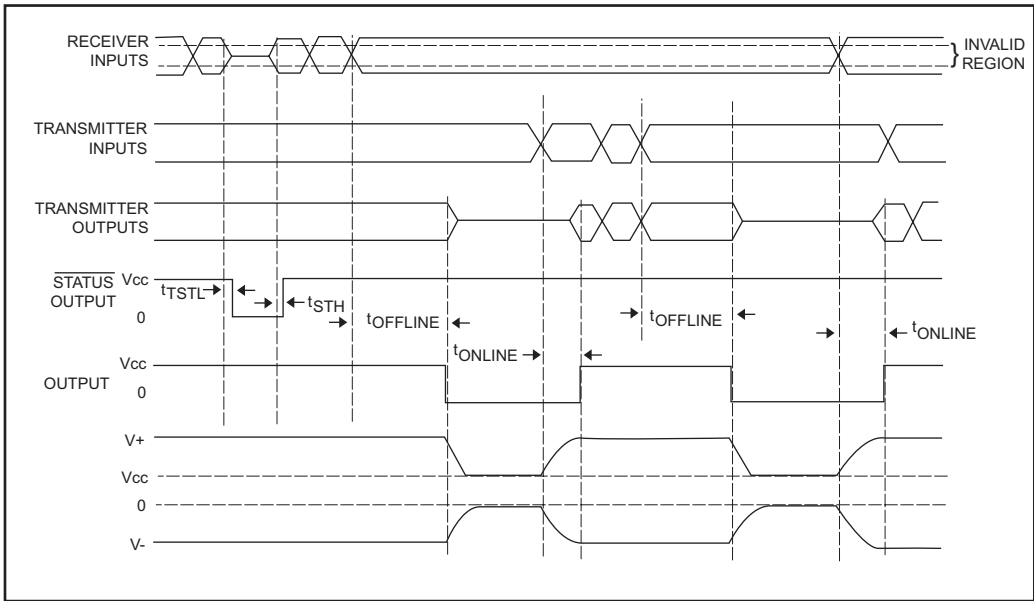 RECEIVER
INPUTS
} INVALID
REGION
TRANSMITTER
INPUTS
TRANSMITTER
OUTPUTS
STATUS
OUTPUT
Vcc
0
tTSTL
tSTH
tOFFLINE
tONLINE
tOFFLINE
tONLINE
OUTPUT
Vcc
0
V+
Vcc
0
V-